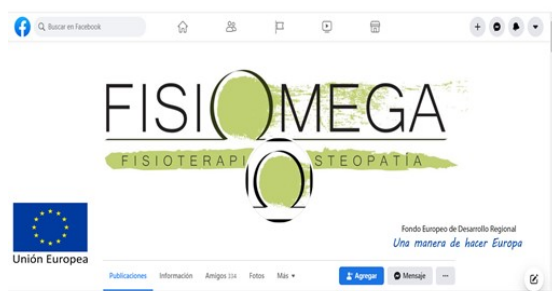 Buscar en Facebook
FISIOMEGA
FISIOTERAPIA OSTEOPATÍA
Fondo Europeo de Desarrollo Regional
Una manera de hacer Europa
Unión Europea
Publicaciones Información Amigos 334 Fotos Más Agregar Mensaje